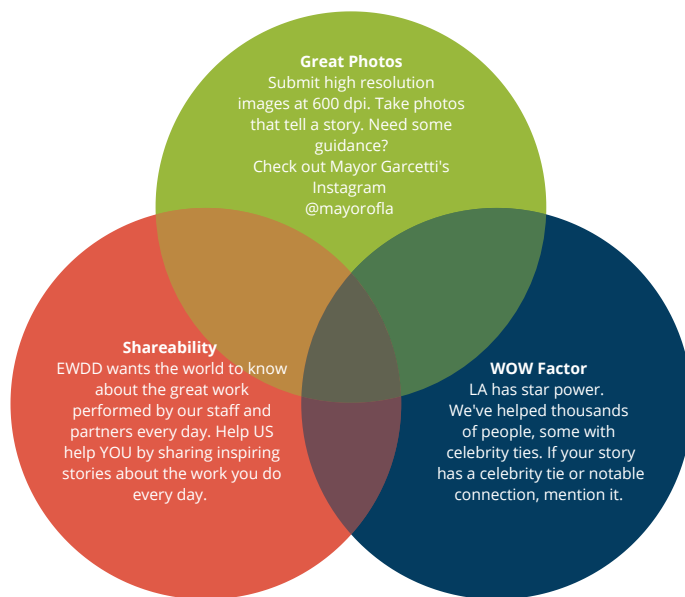 Great Photos
Submit high resolution
images at 600 dpi. Take photos
that tell a story. Need some
guidance?
Check out Mayor Garcetti's
Instagram
@mayorofla
Shareability
EWDD wants the world to know
about the great work
performed by our staff and
partners every day. Help US
help YOU by sharing inspiring
stories about the work you do
every day.
WOW Factor
LA has star power.
We've helped thousands
of people, some with
celebrity ties. If your story
has a celebrity tie or notable
connection, mention it.